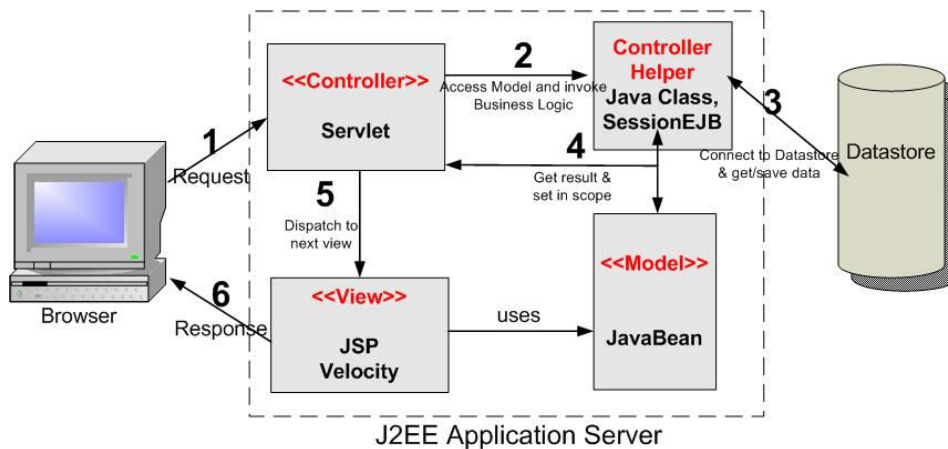 1
Request
Browser
6
Response
<<Controller>>
Servlet
2
Access Model and invoke
Business Logic
Controller
Helper
Java Class,
SessionEJB
3
Connect to Datastore
& get/save data
Datastore
4
Get result &
set in scope
5
Dispatch to
next view
<<View>>
JSP
Velocity
uses
<<Model>>
JavaBean
J2EE Application Server